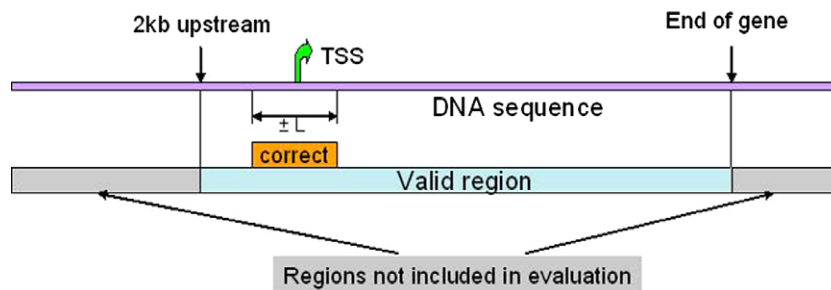 2kb upstream
TSS
End of gene
DNA sequence
± L
correct
Valid region
Regions not included in evaluation